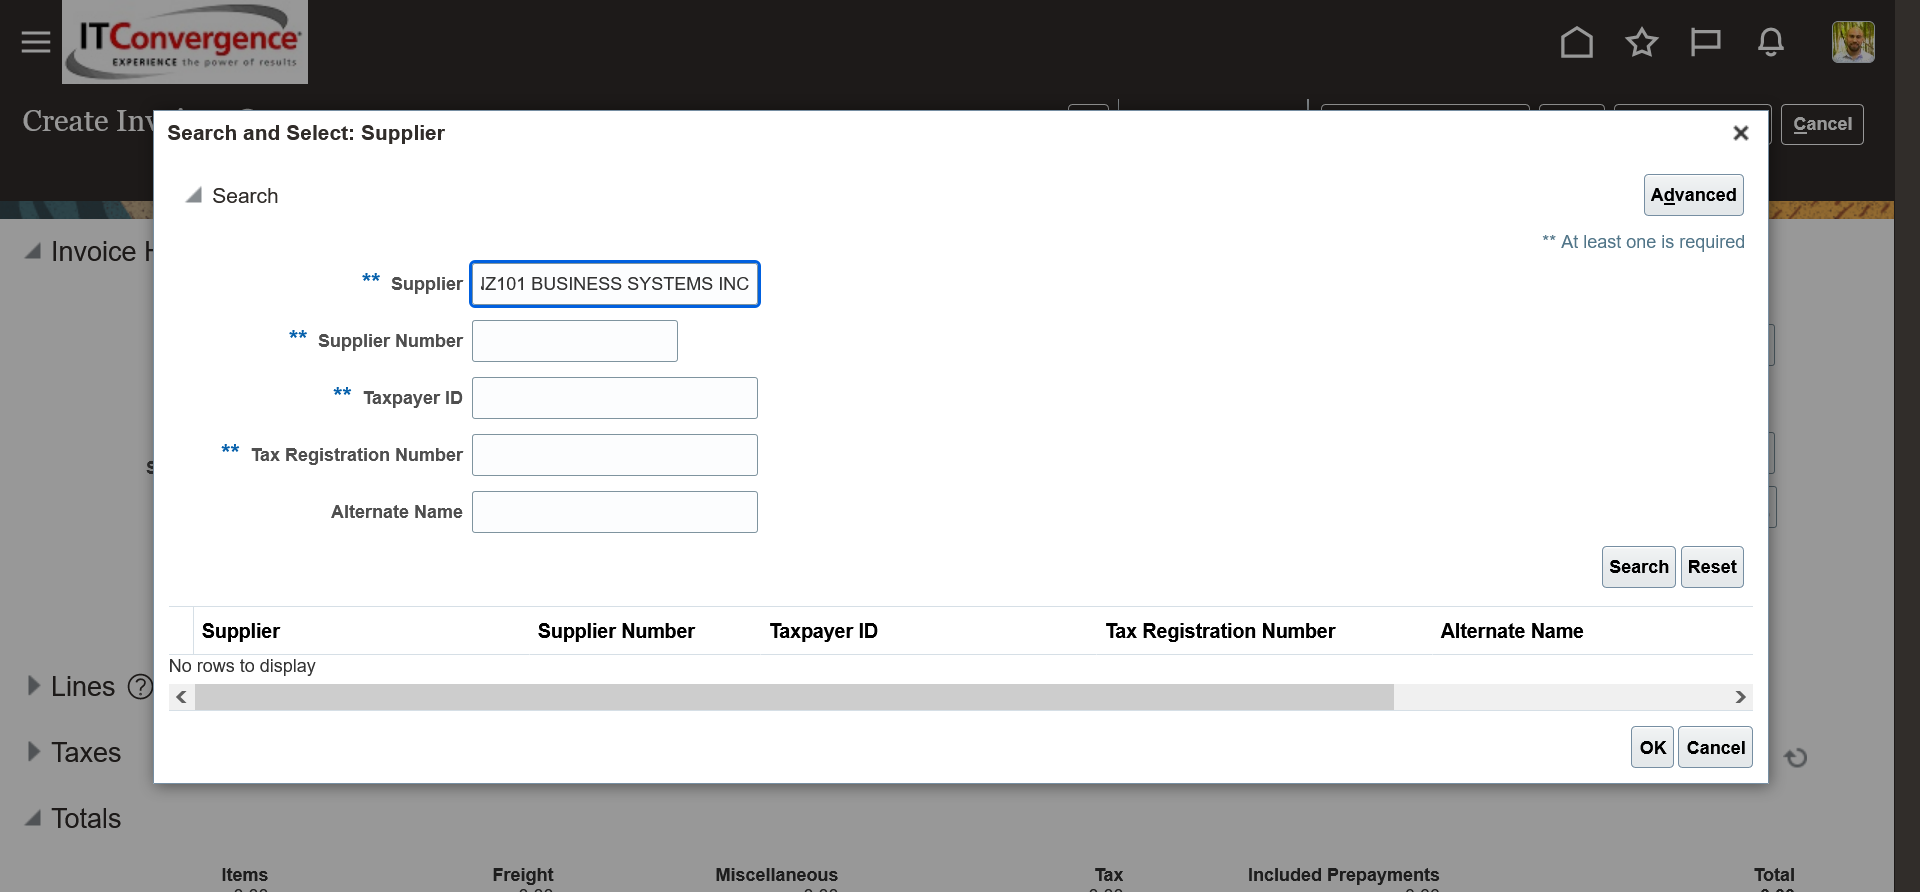 ITConvergence
EXPERIENCE the power of results
Create
Cancel
Search and Select: Supplier
Search
Advanced
** At least one is required
Invoice
** Supplier
Z101 BUSINESS SYSTEMS INC
** Supplier Number
** Taxpayer ID
** Tax Registration Number
Alternate Name
Search Reset
Supplier Supplier Number Taxpayer ID Tax Registration Number Alternate Name
No rows to display
Lines ?
OK Cancel
Taxes
Totals
Items Freight Miscellaneous Tax Included Prepayments Total